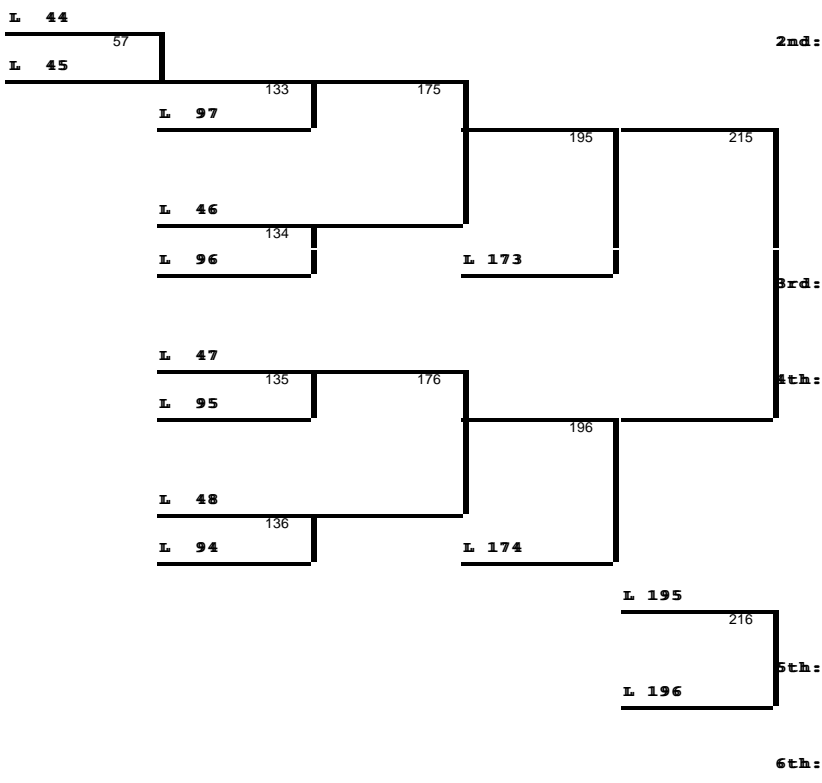 L 44
57
2nd:
L 45
133
175
L 97
195
215
L 46
134
L 96
L 173
3rd:
L 47
135
176
4th:
L 95
196
L 48
136
L 94
L 174
L 195
216
5th:
L 196
6th: